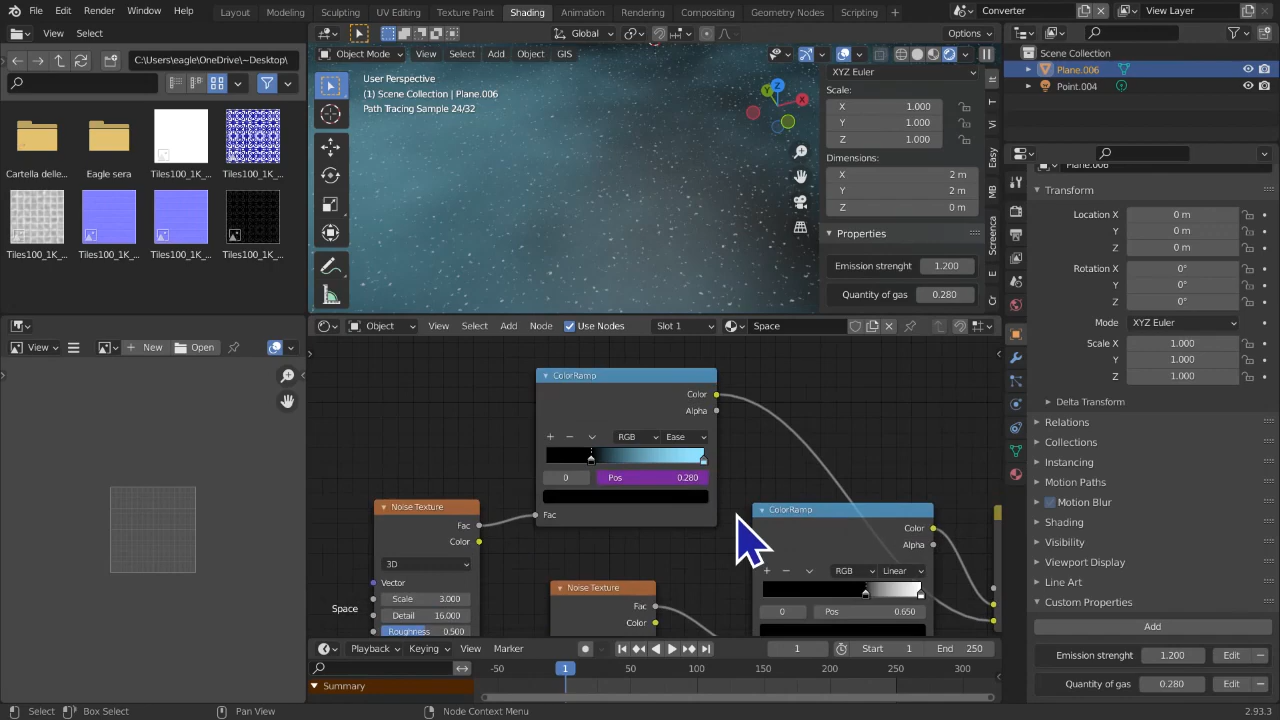 File Edit Render Window Help Layout Modeling Sculpting UV Editing Texture Paint Shading Animation Rendering Compositing Geometry Nodes Scripting + Converter View Layer
View Select
C:\Users\eagle\OneDrive\~Desktop\
Cartella delle... Eagle sera Tiles100_1K_... Tiles100_1K_...
Tiles100_1K_... Tiles100_1K_... Tiles100_1K_... Tiles100_1K_...
Global Options
Object Mode View Select Add Object GIS
User Perspective
(1) Scene Collection | Plane.006
Path Tracing Sample 24/32
Z
Y
X
XYZ Euler
Scale:
X 1.000
Y 1.000
Z 1.000
Dimensions:
X 2 m
Y 2 m
Z 0 m
Properties
Emission strenght 1.200
Quantity of gas 0.280
It
T
Vi
Easy
MB
Screenca
E
Cr
Scene Collection
Plane.006
Point.004
Plane.006
Transform
Location X 0 m
Y 0 m
Z 0 m
Rotation X 0°
Y 0°
Z 0°
Mode XYZ Euler
Scale X 1.000
Y 1.000
Z 1.000
Delta Transform
Relations
Collections
Instancing
Motion Paths
Motion Blur
Shading
Visibility
Viewport Display
Line Art
Custom Properties
Add
Emission strenght 1.200 Edit
Quantity of gas 0.280 Edit
View New Open
Object View Select Add Node Use Nodes Slot 1 Space
ColorRamp
Color
Alpha
RGB Ease
0 Pos 0.280
Fac
Noise Texture
Fac
Color
3D
Vector
Scale 3.000
Detail 16.000
Roughness 0.500
Space
Noise Texture
Fac
Color
ColorRamp
Color
Alpha
RGB Linear
0 Pos 0.650
Playback Keying View Marker 1 Start 1 End 250
-50 1 50 100 150 200 250 300
Summary
Select Box Select Pan View Node Context Menu 2.93.3